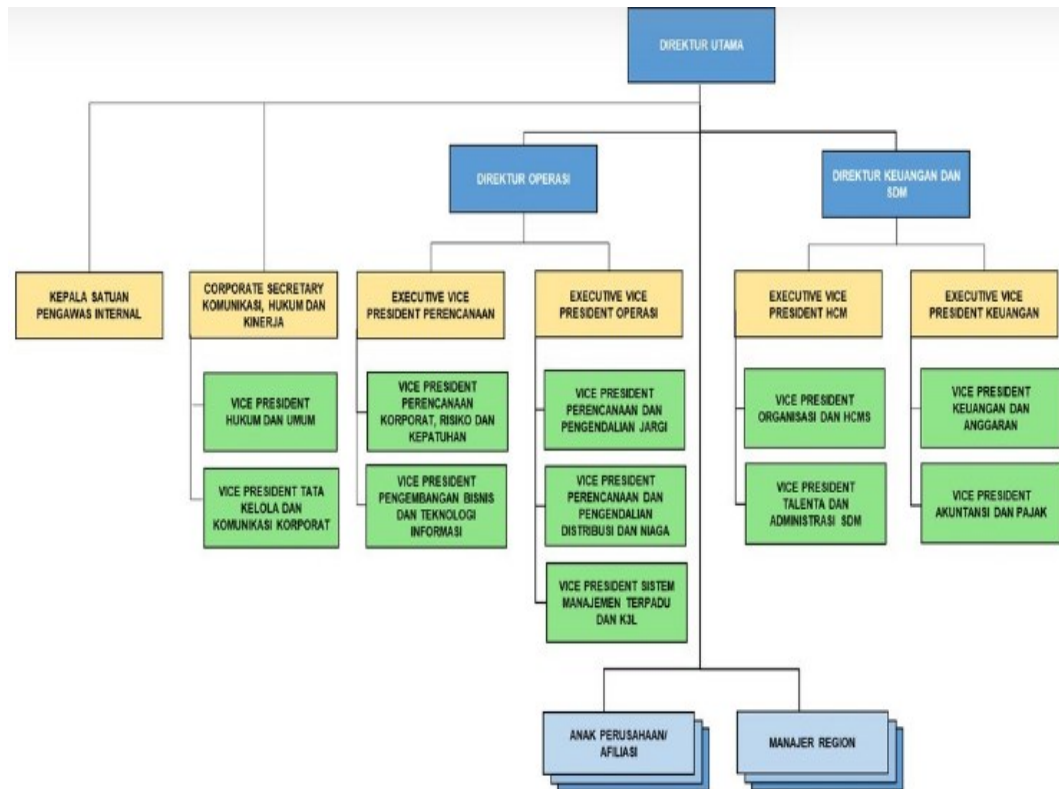 DIREKTUR UTAMA
DIREKTUR OPERASI
DIREKTUR KEUANGAN DAN
SDM
KEPALA SATUAN
PENGAWAS INTERNAL
CORPORATE SECRETARY
KOMUNIKASI, HUKUM DAN
KINERJA
EXECUTIVE VICE
PRESIDENT PERENCANAAN
EXECUTIVE VICE
PRESIDENT OPERASI
EXECUTIVE VICE
PRESIDENT HCM
EXECUTIVE VICE
PRESIDENT KEUANGAN
VICE PRESIDENT
HUKUM DAN UMUM
VICE PRESIDENT
PERENCANAAN
KORPORAT, RISIKO DAN
KEPATUHAN
VICE PRESIDENT
PERENCANAAN DAN
PENGENDALIAN JARGI
VICE PRESIDENT
ORGANISASI DAN HCMS
VICE PRESIDENT
KEUANGAN DAN
ANGGARAN
VICE PRESIDENT TATA
KELOLA DAN
KOMUNIKASI KORPORAT
VICE PRESIDENT
PENGEMBANGAN BISNIS
DAN TEKNOLOGI
INFORMASI
VICE PRESIDENT
PERENCANAAN DAN
PENGENDALIAN
DISTRIBUSI DAN NIAGA
VICE PRESIDENT
TALENTA DAN
ADMINISTRASI SDM
VICE PRESIDENT
AKUNTANSI DAN PAJAK
VICE PRESIDENT SISTEM
MANAJEMEN TERPADU
DAN K3L
ANAK PERUSAHAAN/
AFILIASI
MANAJER REGION